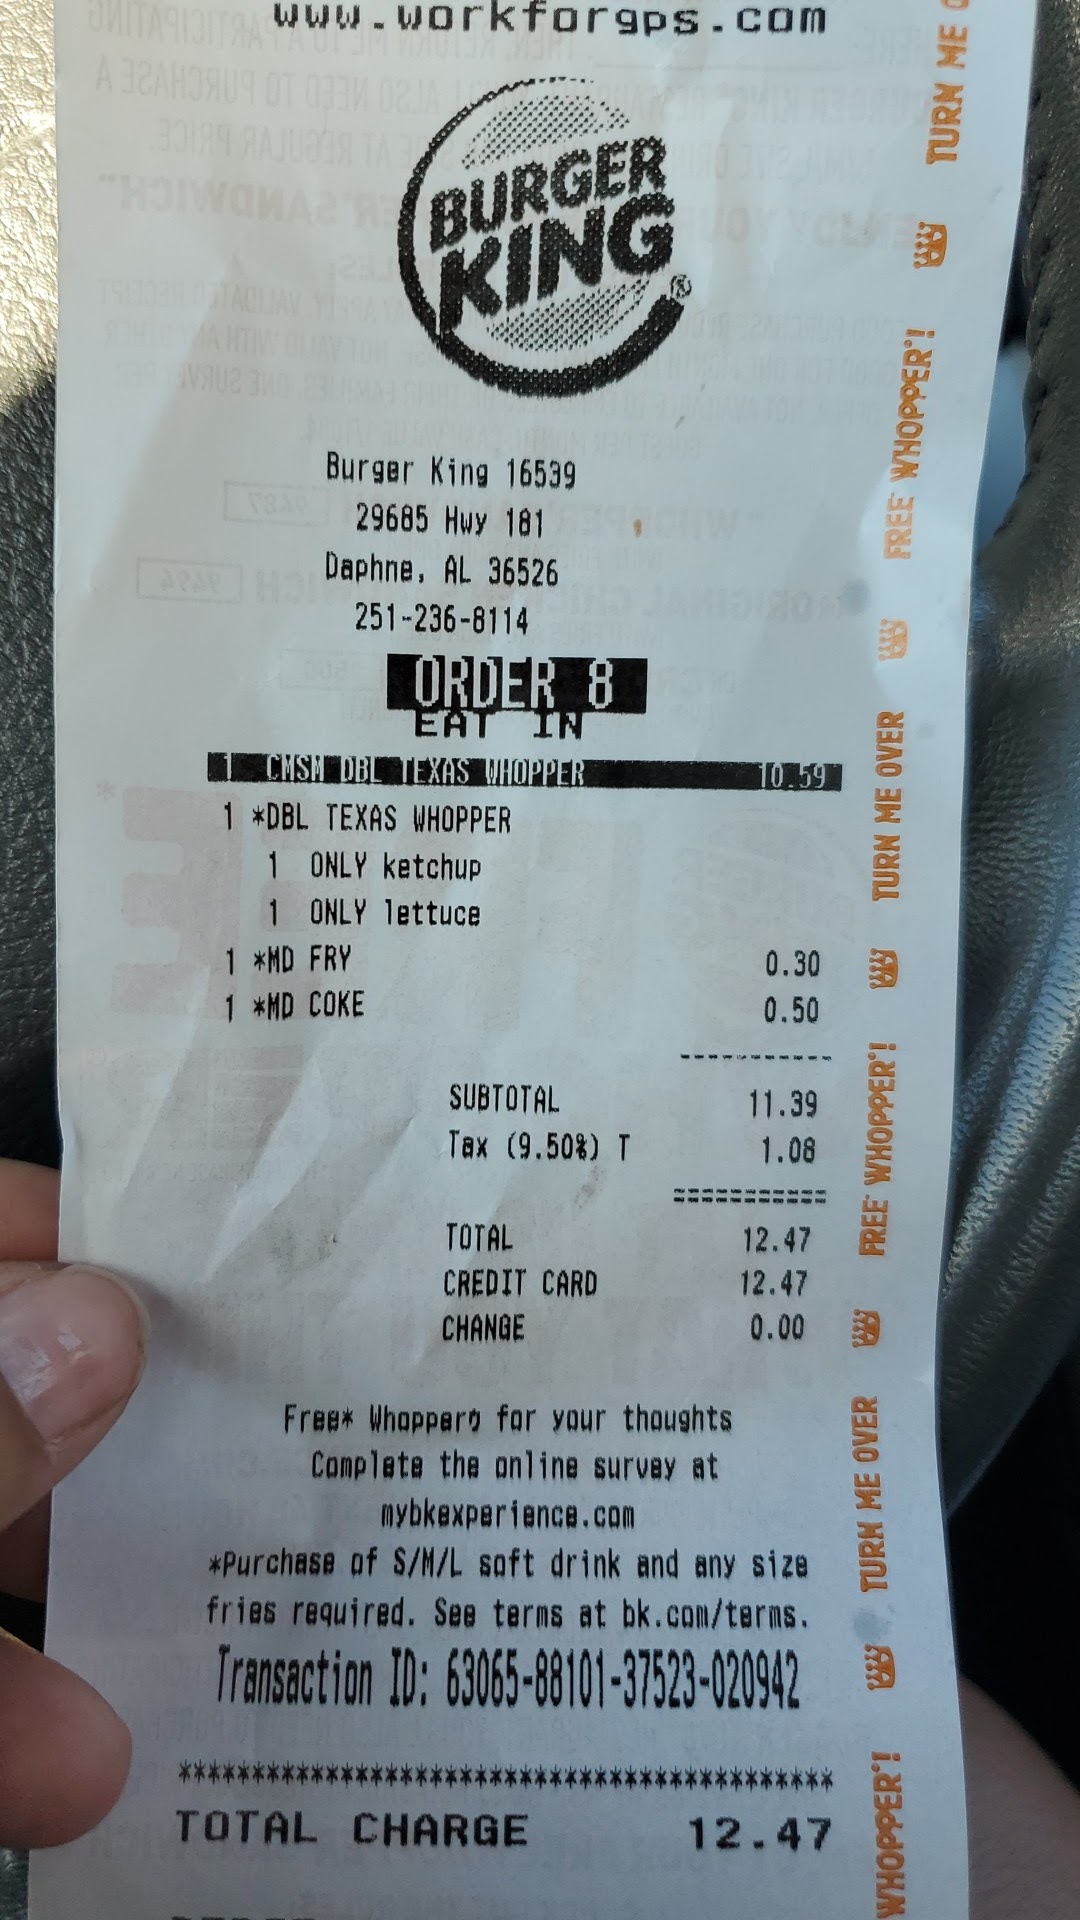 www.workforgps.com
BURGER
KING®
Burger King 16539
29685 Hwy 181
Daphne, AL 36526
251-236-8114
ORDER 8
EAT IN
1 CMSM DBL TEXAS WHOPPER 10.59
1 *DBL TEXAS WHOPPER
1 ONLY ketchup
1 ONLY lettuce
1 *MD FRY 0.30
1 *MD COKE 0.50
-----------
SUBTOTAL 11.39
Tax (9.50%) T 1.08
===========
TOTAL 12.47
CREDIT CARD 12.47
CHANGE 0.00
Free* Whopper® for your thoughts
Complete the online survey at
mybkexperience.com
*Purchase of S/M/L soft drink and any size
fries required. See terms at bk.com/terms.
Transaction ID: 63065-88101-37523-020942
*********************************************
TOTAL CHARGE 12.47
TURN ME
FREE WHOPPER®!
TURN ME OVER
FREE WHOPPER®!
TURN ME OVER
WHOPPER®!